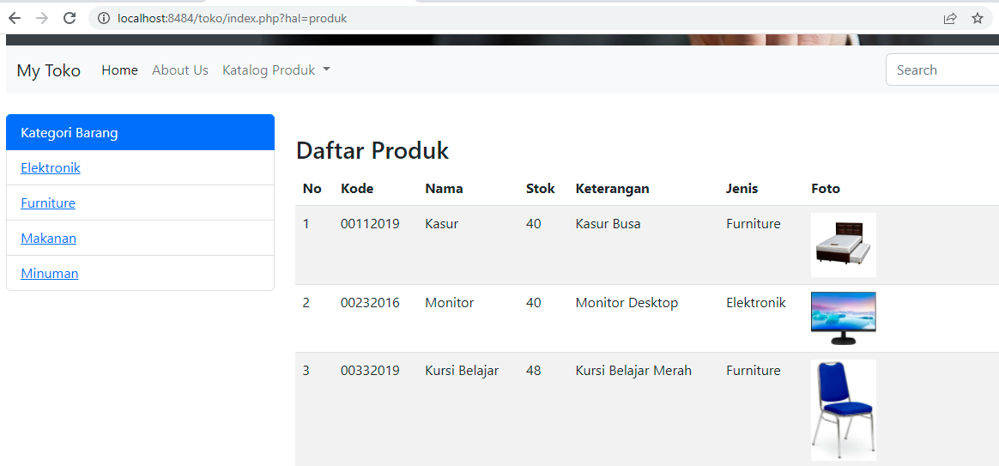 localhost:8484/toko/index.php?hal=produk
My Toko Home About Us Katalog Produk Search
Kategori Barang
Elektronik
Furniture
Makanan
Minuman
Daftar Produk
No Kode Nama Stok Keterangan Jenis Foto
1 00112019 Kasur 40 Kasur Busa Furniture
2 00232016 Monitor 40 Monitor Desktop Elektronik
3 00332019 Kursi Belajar 48 Kursi Belajar Merah Furniture